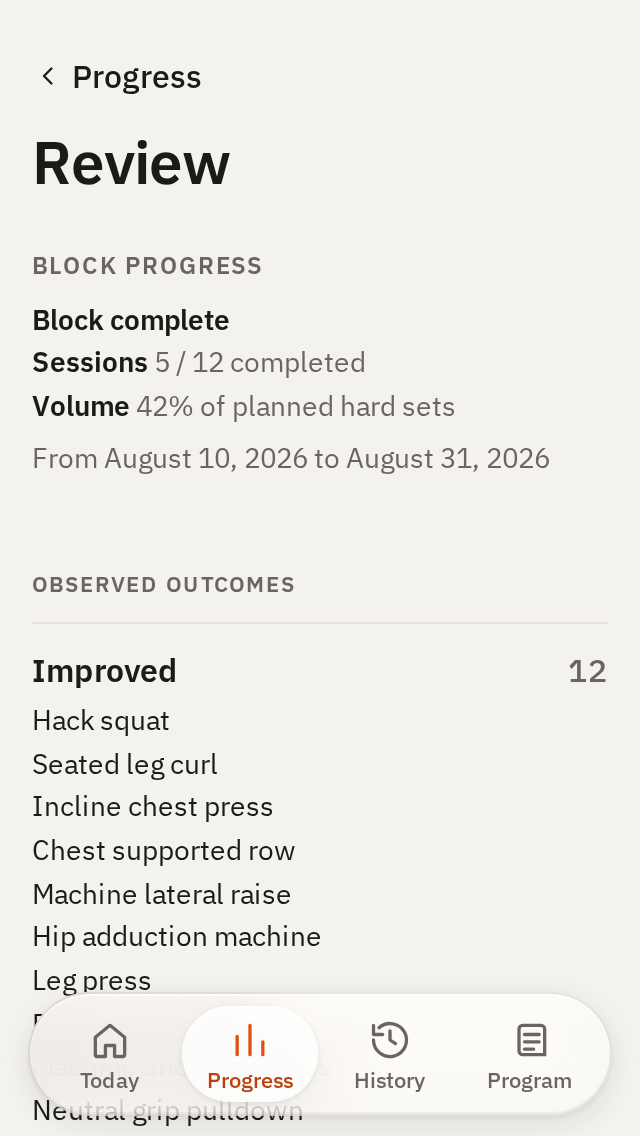 Progress
Review
BLOCK PROGRESS
Block complete
Sessions 5 / 12 completed
Volume 42% of planned hard sets
From August 10, 2026 to August 31, 2026
OBSERVED OUTCOMES
Improved 12
Hack squat
Seated leg curl
Incline chest press
Chest supported row
Machine lateral raise
Hip adduction machine
Leg press
Machine
Neutral grip pulldown
Today
Progress
History
Program